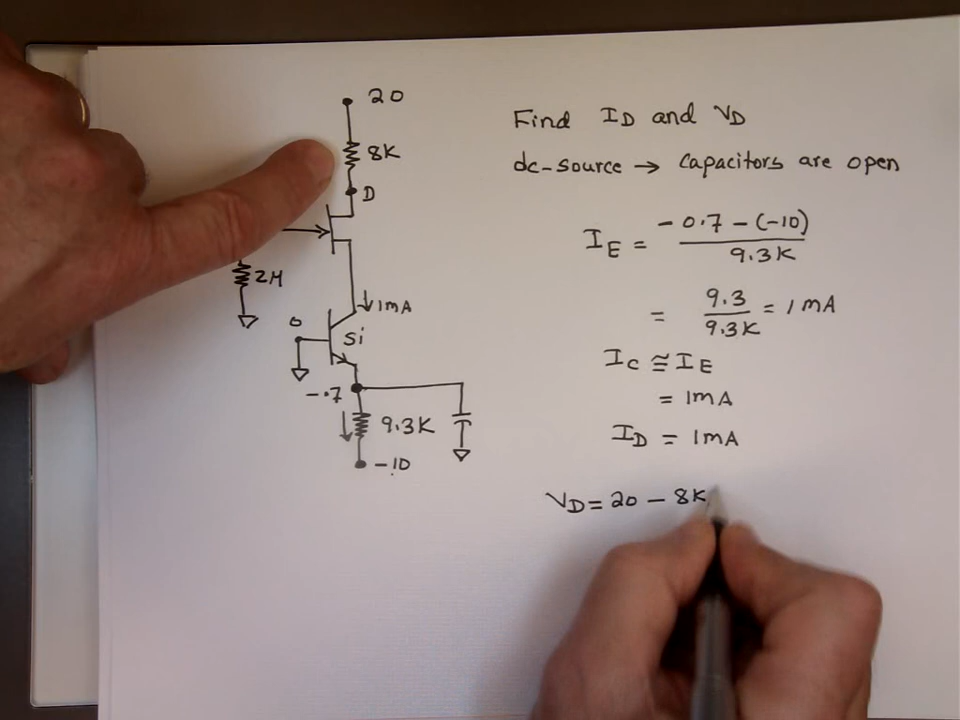 20
8K
D
2M
1mA
0
Si
-.7
9.3K
-10
Find ID and VD
dc-source → Capacitors are open
IE = -0.7-(-10) / 9.3K
= 9.3 / 9.3K = 1mA
IC ≅ IE
= 1mA
ID = 1mA
VD = 20 - 8K